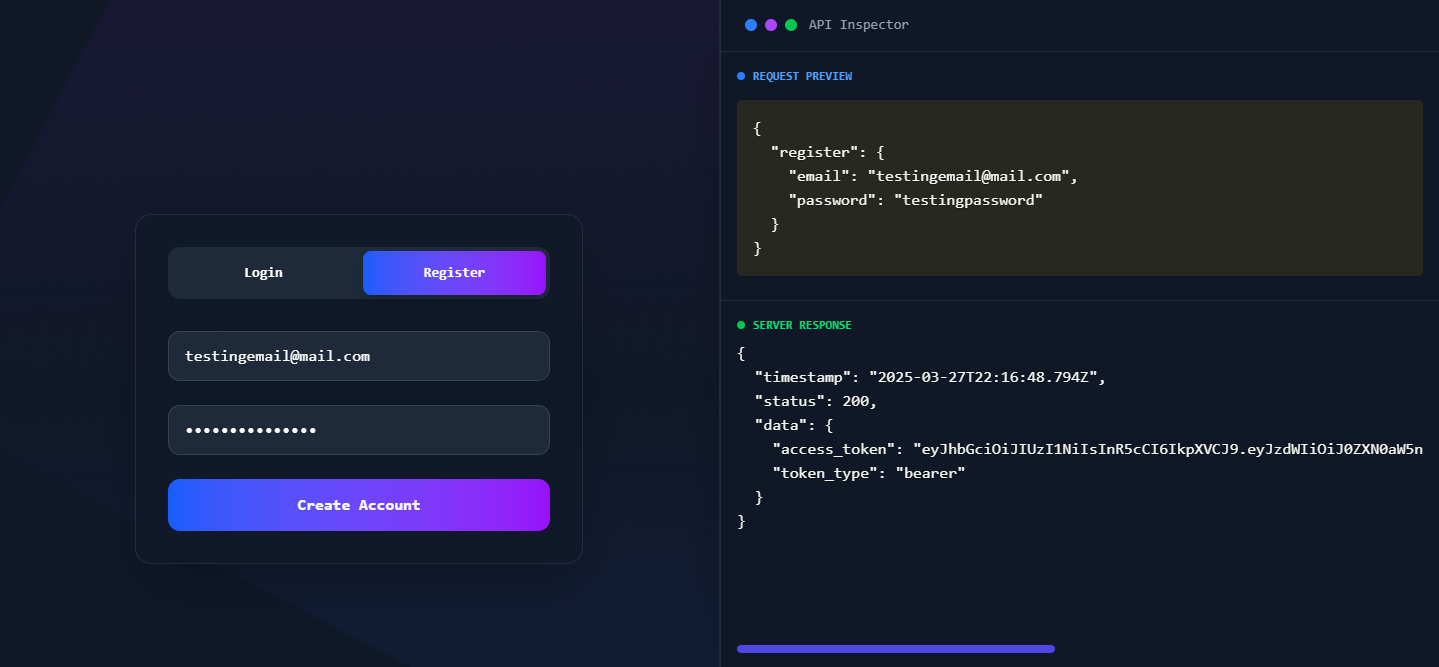 Login
Register
testingemail@mail.com
•••••••••••••••
Create Account
API Inspector
REQUEST PREVIEW
{
  "register": {
    "email": "testingemail@mail.com",
    "password": "testingpassword"
  }
}
SERVER RESPONSE
{
  "timestamp": "2025-03-27T22:16:48.794Z",
  "status": 200,
  "data": {
    "access_token": "eyJhbGciOiJIUzI1NiIsInR5cCI6IkpXVCJ9.eyJzdWIiOiJ0ZXN0aW5n
    "token_type": "bearer"
  }
}